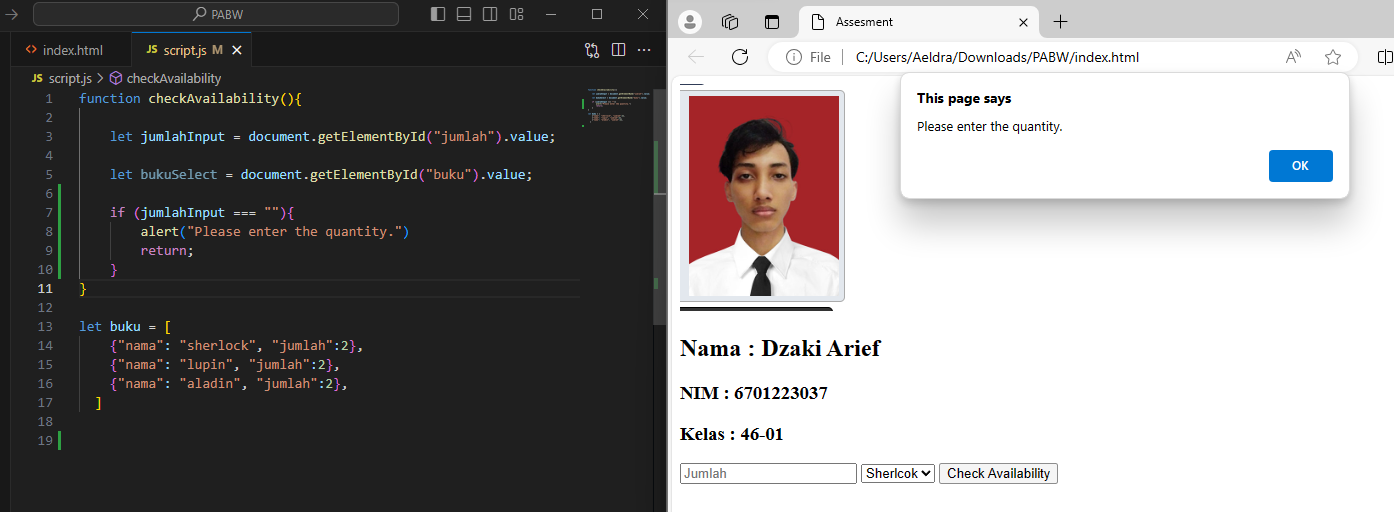 PABW
index.html
JS script.js M
JS script.js > checkAvailability
1 function checkAvailability(){
2
3 let jumlahInput = document.getElementById("jumlah").value;
4
5 let bukuSelect = document.getElementById("buku").value;
6
7 if (jumlahInput === ""){
8 alert("Please enter the quantity.")
9 return;
10 }
11 }
12
13 let buku = [
14 {"nama": "sherlock", "jumlah":2},
15 {"nama": "lupin", "jumlah":2},
16 {"nama": "aladin", "jumlah":2},
17 ]
18
19
Assesment
File | C:/Users/Aeldra/Downloads/PABW/index.html
This page says
Please enter the quantity.
OK
Nama : Dzaki Arief
NIM : 6701223037
Kelas : 46-01
Jumlah Sherlcok Check Availability